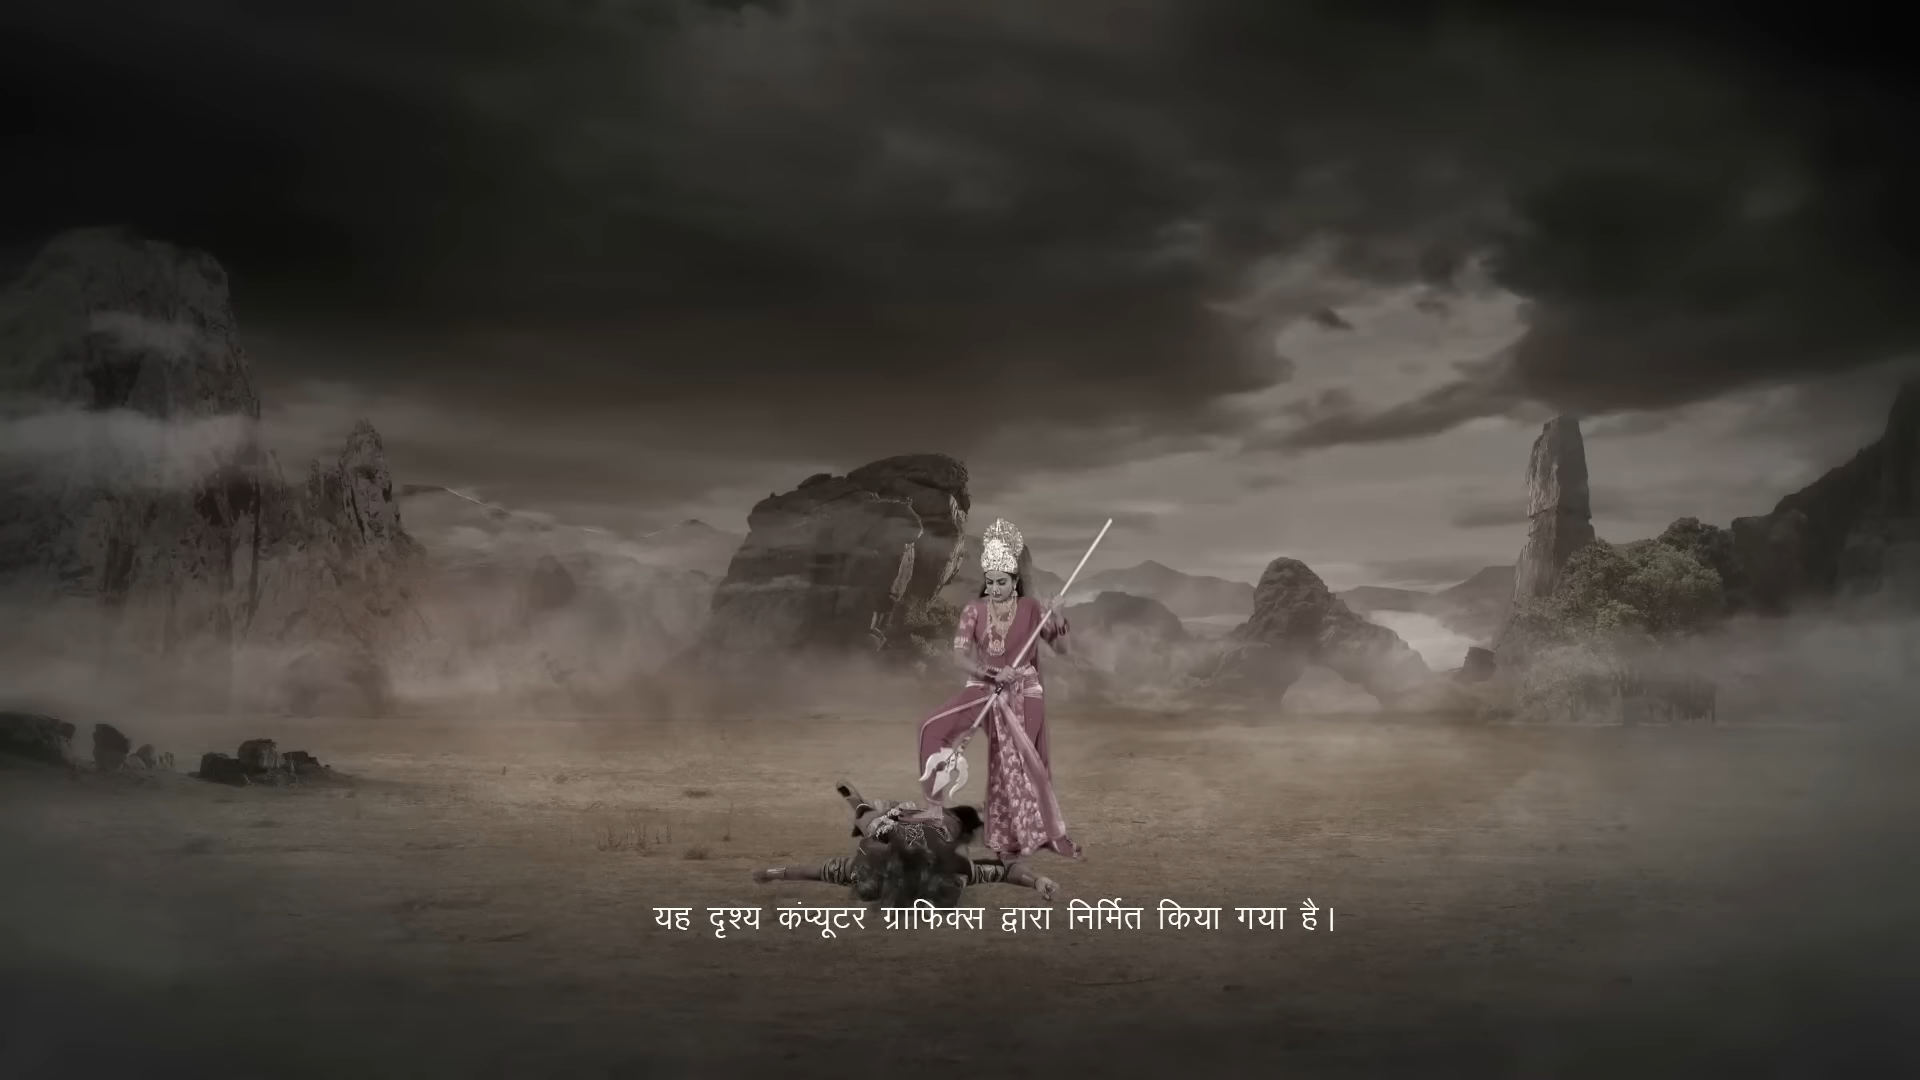 यह दृश्य कंप्यूटर ग्राफिक्स द्वारा निर्मित किया गया है।